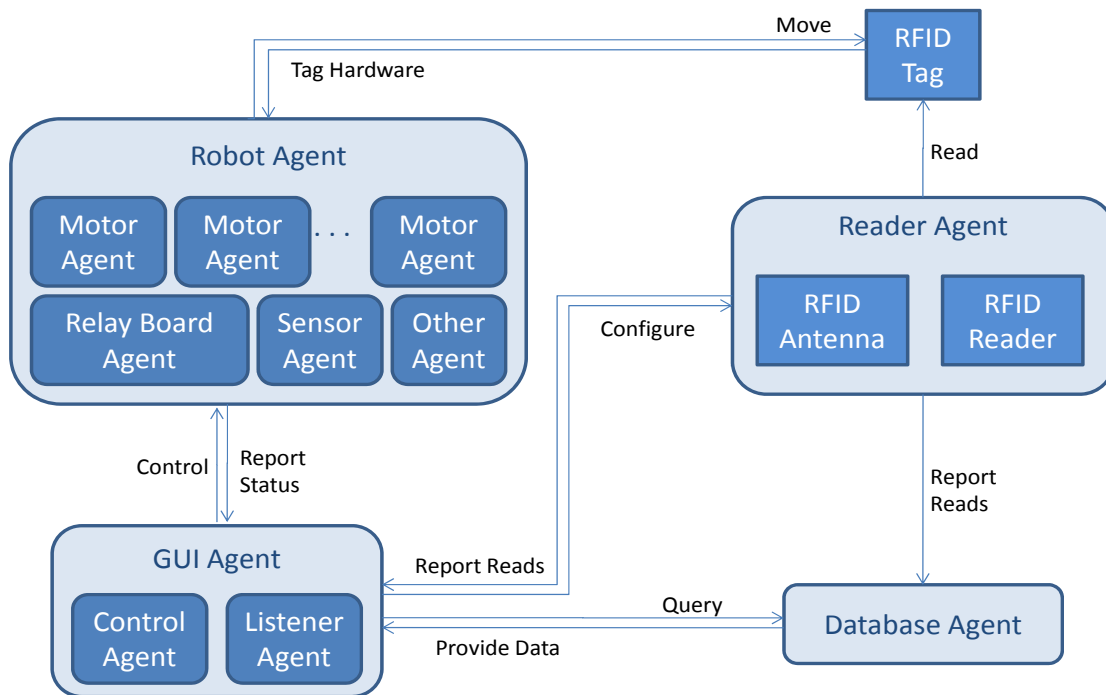 Move
RFID
Tag
Tag Hardware
Robot Agent
Read
Motor
Agent
Motor
Agent
. . .
Motor
Agent
Reader Agent
Relay Board
Agent
Sensor
Agent
Other
Agent
Configure
RFID
Antenna
RFID
Reader
Control
Report
Status
Report
Reads
GUI Agent
Report Reads
Control
Agent
Listener
Agent
Query
Provide Data
Database Agent